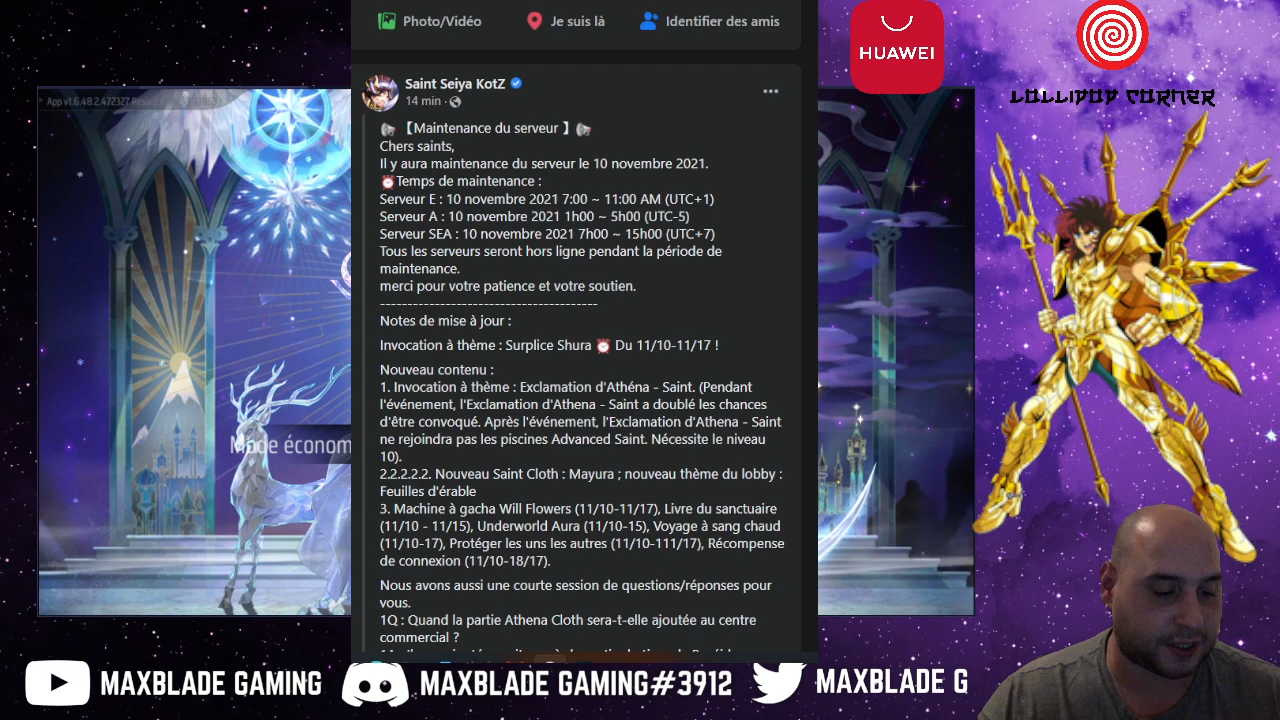 Photo/Vidéo Je suis là Identifier des amis
HUAWEI
LOLLIPOP CORNER
Saint Seiya KotZ
14 min ·
App v1.6.48.2.472327
【Maintenance du serveur 】
Chers saints,
Il y aura maintenance du serveur le 10 novembre 2021.
⏰Temps de maintenance :
Serveur E : 10 novembre 2021 7:00 ~ 11:00 AM (UTC+1)
Serveur A : 10 novembre 2021 1h00 ~ 5h00 (UTC-5)
Serveur SEA : 10 novembre 2021 7h00 ~ 15h00 (UTC+7)
Tous les serveurs seront hors ligne pendant la période de
maintenance.
merci pour votre patience et votre soutien.
----------------------------------------
Notes de mise à jour :
Invocation à thème : Surplice Shura ⏰ Du 11/10-11/17 !
Nouveau contenu :
1. Invocation à thème : Exclamation d'Athéna - Saint. (Pendant
l'événement, l'Exclamation d'Athena - Saint a doublé les chances
d'être convoqué. Après l'événement, l'Exclamation d'Athena - Saint
ne rejoindra pas les piscines Advanced Saint. Nécessite le niveau
10).
2.2.2.2.2. Nouveau Saint Cloth : Mayura ; nouveau thème du lobby :
Feuilles d'érable
3. Machine à gacha Will Flowers (11/10-11/17), Livre du sanctuaire
(11/10 - 11/15), Underworld Aura (11/10-15), Voyage à sang chaud
(11/10-17), Protéger les uns les autres (11/10-111/17), Récompense
de connexion (11/10-18/17).
Nous avons aussi une courte session de questions/réponses pour
vous.
1Q : Quand la partie Athena Cloth sera-t-elle ajoutée au centre
commercial ?
Mode économ
MAXBLADE GAMING MAXBLADE GAMING#3912 MAXBLADE G